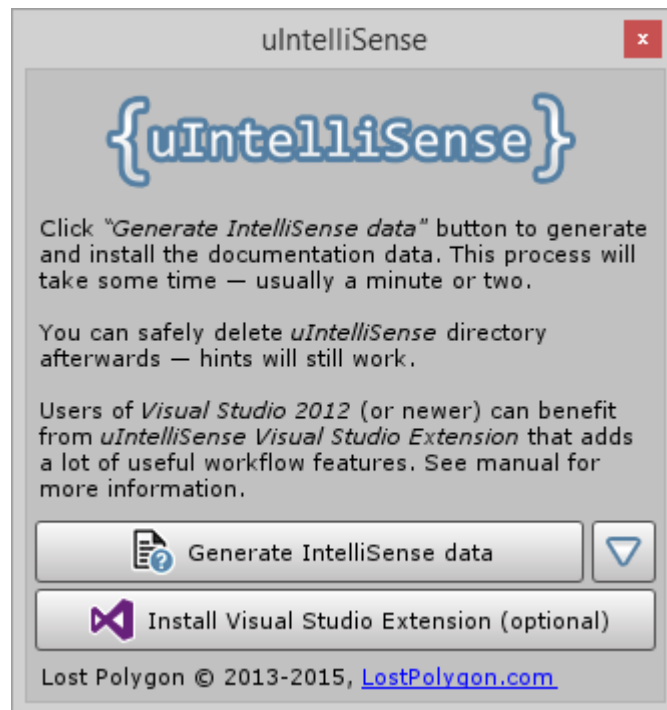 uIntelliSense
x
{uIntelliSense}
Click “Generate IntelliSense data” button to generate
and install the documentation data. This process will
take some time — usually a minute or two.
You can safely delete uIntelliSense directory
afterwards — hints will still work.
Users of Visual Studio 2012 (or newer) can benefit
from uIntelliSense Visual Studio Extension that adds
a lot of useful workflow features. See manual for
more information.
Generate IntelliSense data
Install Visual Studio Extension (optional)
Lost Polygon © 2013-2015, LostPolygon.com